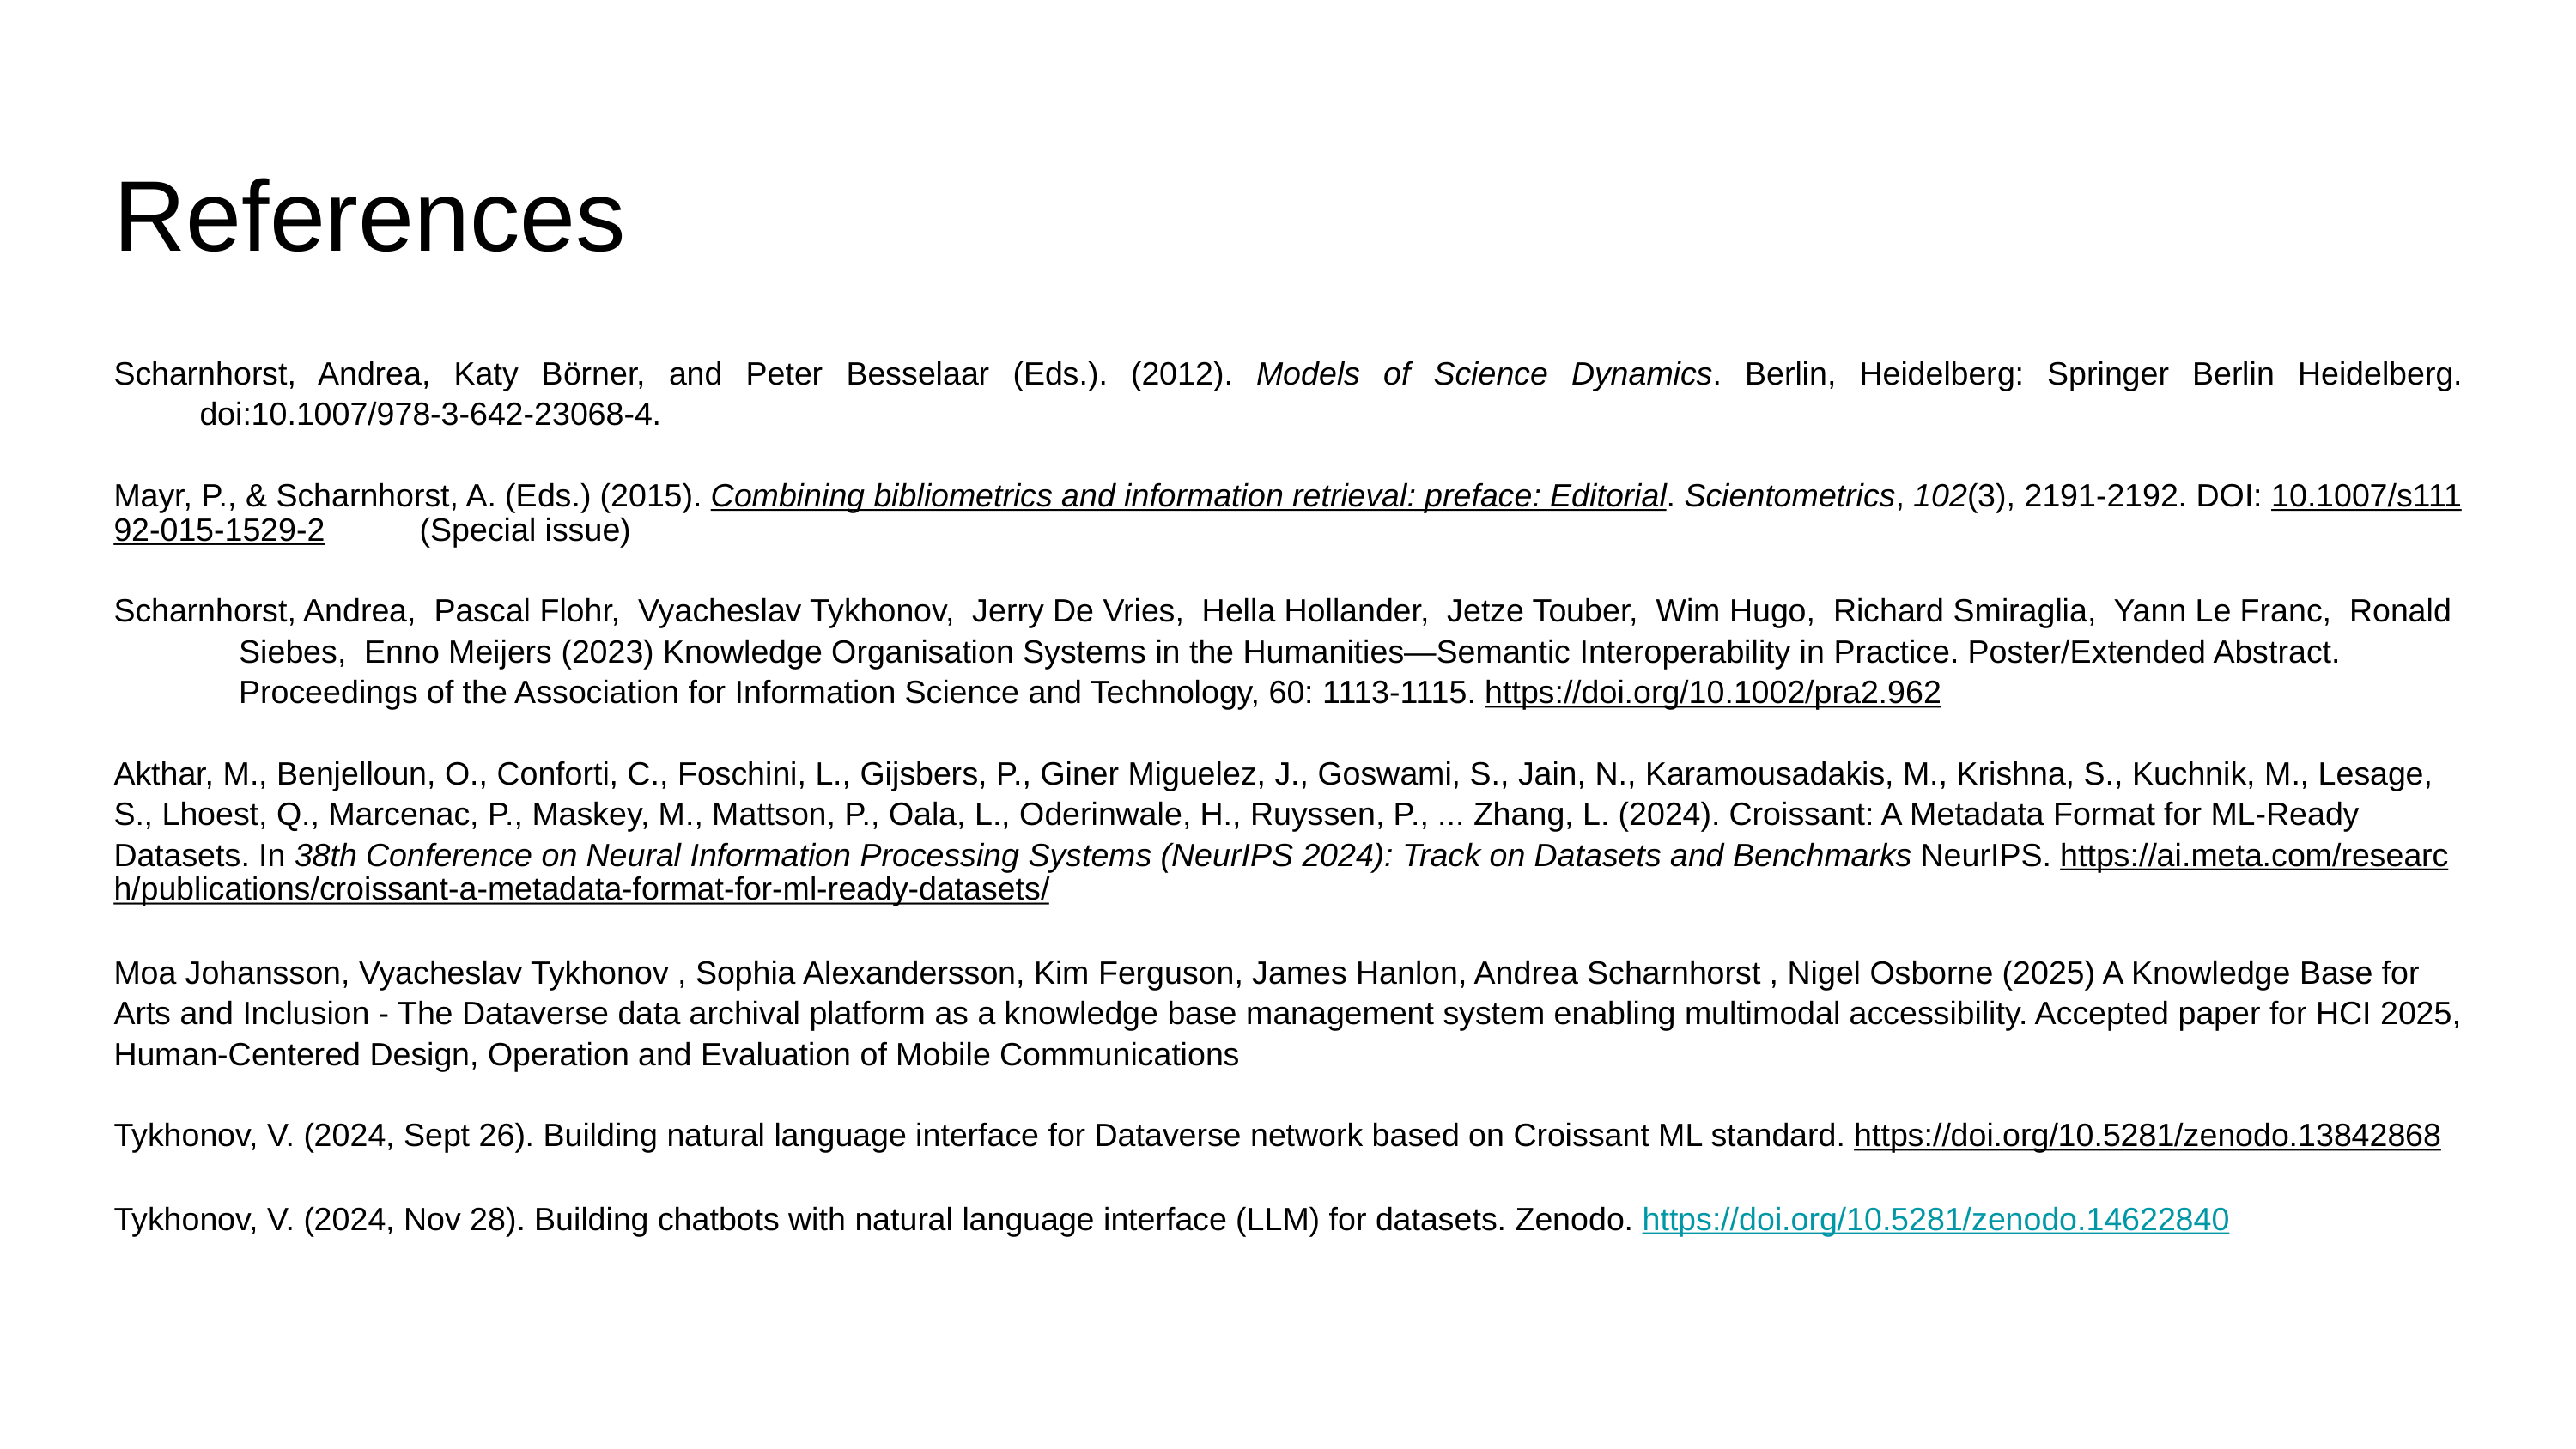 References
Scharnhorst, Andrea, Katy Börner, and Peter Besselaar (Eds.). (2012). Models of Science Dynamics. Berlin, Heidelberg: Springer Berlin Heidelberg.
doi:10.1007/978-3-642-23068-4.
Mayr, P., & Scharnhorst, A. (Eds.) (2015). Combining bibliometrics and information retrieval: preface: Editorial. Scientometrics, 102(3), 2191-2192. DOI: 10.1007/s111
92-015-1529-2 (Special issue)
Scharnhorst, Andrea, Pascal Flohr, Vyacheslav Tykhonov, Jerry De Vries, Hella Hollander, Jetze Touber, Wim Hugo, Richard Smiraglia, Yann Le Franc, Ronald
Siebes, Enno Meijers (2023) Knowledge Organisation Systems in the Humanities—Semantic Interoperability in Practice. Poster/Extended Abstract.
Proceedings of the Association for Information Science and Technology, 60: 1113-1115. https://doi.org/10.1002/pra2.962
Akthar, M., Benjelloun, O., Conforti, C., Foschini, L., Gijsbers, P., Giner Miguelez, J., Goswami, S., Jain, N., Karamousadakis, M., Krishna, S., Kuchnik, M., Lesage,
S., Lhoest, Q., Marcenac, P., Maskey, M., Mattson, P., Oala, L., Oderinwale, H., Ruyssen, P., ... Zhang, L. (2024). Croissant: A Metadata Format for ML-Ready
Datasets. In 38th Conference on Neural Information Processing Systems (NeurIPS 2024): Track on Datasets and Benchmarks NeurIPS. https://ai.meta.com/researc
h/publications/croissant-a-metadata-format-for-ml-ready-datasets/
Moa Johansson, Vyacheslav Tykhonov , Sophia Alexandersson, Kim Ferguson, James Hanlon, Andrea Scharnhorst , Nigel Osborne (2025) A Knowledge Base for
Arts and Inclusion - The Dataverse data archival platform as a knowledge base management system enabling multimodal accessibility. Accepted paper for HCI 2025,
Human-Centered Design, Operation and Evaluation of Mobile Communications
Tykhonov, V. (2024, Sept 26). Building natural language interface for Dataverse network based on Croissant ML standard. https://doi.org/10.5281/zenodo.13842868
Tykhonov, V. (2024, Nov 28). Building chatbots with natural language interface (LLM) for datasets. Zenodo. https://doi.org/10.5281/zenodo.14622840